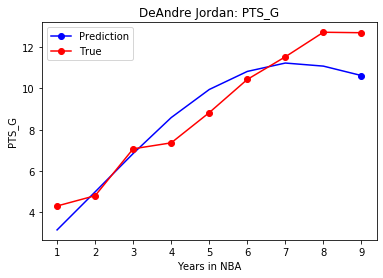 DeAndre Jordan: PTS_G
Prediction
True
12
10
8
6
4
PTS_G
1 2 3 4 5 6 7 8 9
Years in NBA